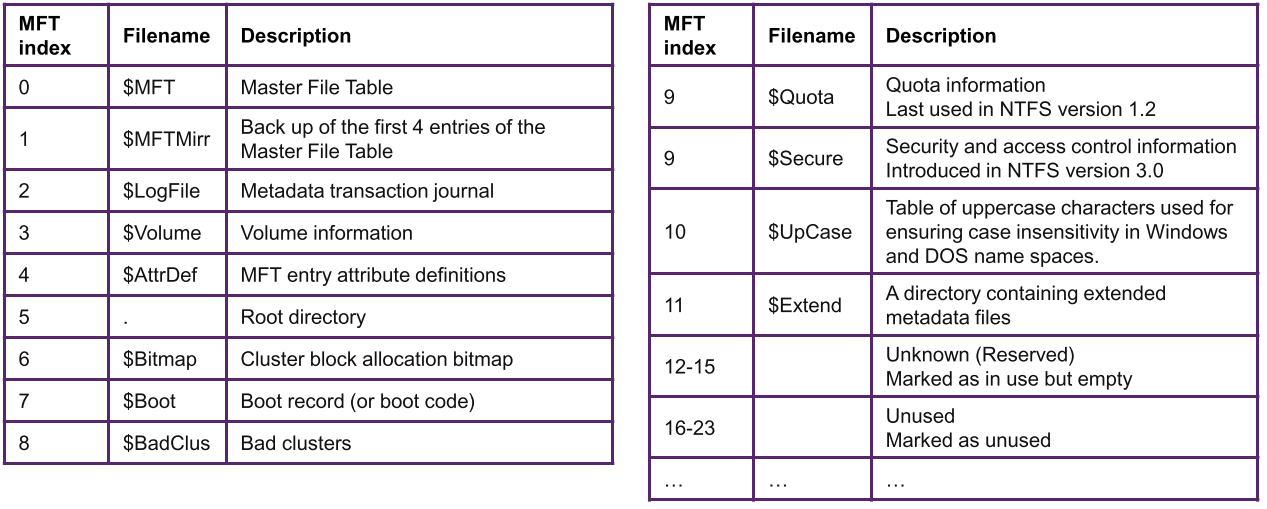 MFT index Filename Description
0 $MFT Master File Table
1 $MFTMirr Back up of the first 4 entries of the
Master File Table
2 $LogFile Metadata transaction journal
3 $Volume Volume information
4 $AttrDef MFT entry attribute definitions
5 . Root directory
6 $Bitmap Cluster block allocation bitmap
7 $Boot Boot record (or boot code)
8 $BadClus Bad clusters
MFT index Filename Description
9 $Quota Quota information
Last used in NTFS version 1.2
9 $Secure Security and access control information
Introduced in NTFS version 3.0
10 $UpCase Table of uppercase characters used for
ensuring case insensitivity in Windows
and DOS name spaces.
11 $Extend A directory containing extended
metadata files
12-15 Unknown (Reserved)
Marked as in use but empty
16-23 Unused
Marked as unused
… … …